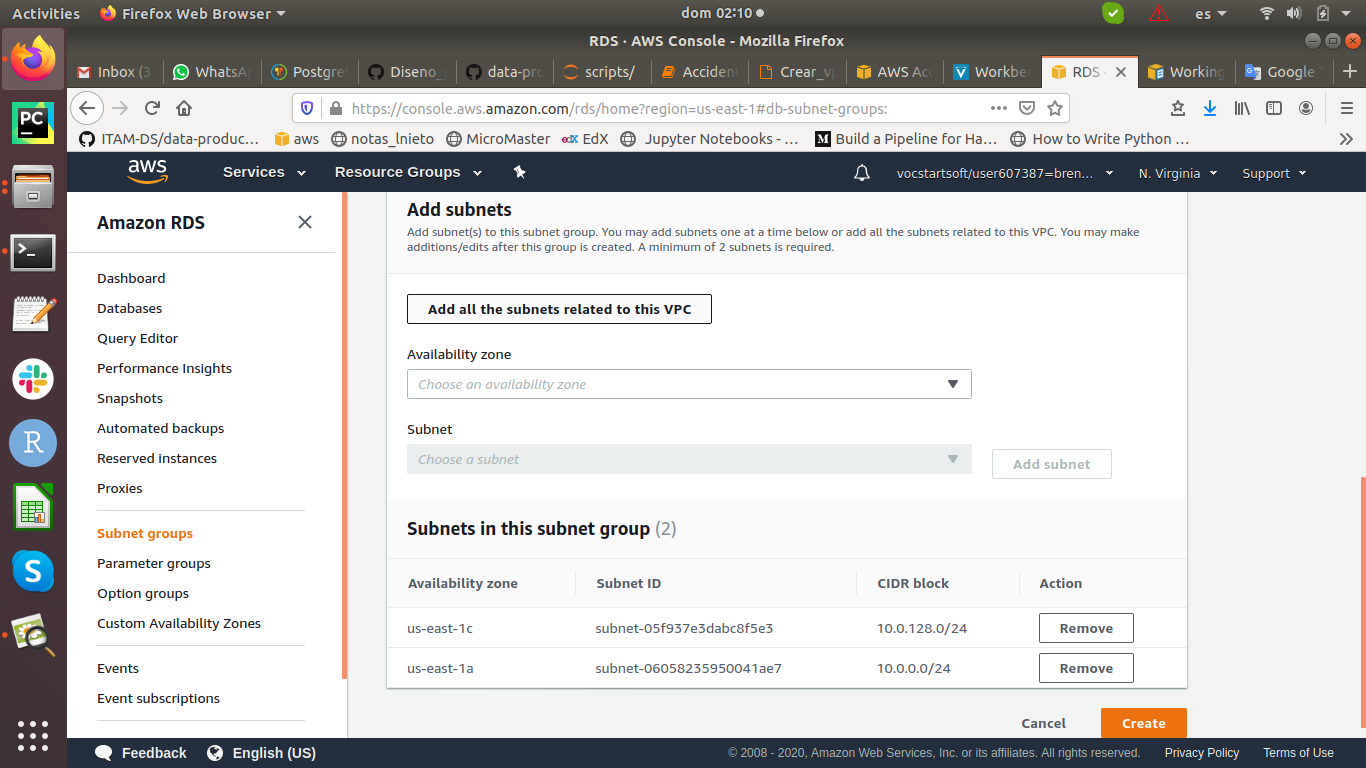 Activities
Firefox Web Browser
dom 02:10
es
RDS · AWS Console - Mozilla Firefox
Inbox (3
WhatsA
Postgre
Diseno_
data-pro
scripts/
Acciden
Crear_vp
AWS Acc
Workben
RDS ·
Working
Google T
https://console.aws.amazon.com/rds/home?region=us-east-1#db-subnet-groups:
ITAM-DS/data-produc…
aws
notas_lnieto
MicroMaster
edX EdX
Jupyter Notebooks - …
M Build a Pipeline for Ha…
How to Write Python …
aws
Services
Resource Groups
vocstartsoft/user607387=bren...
N. Virginia
Support
PC
R
S
Amazon RDS
Dashboard
Databases
Query Editor
Performance Insights
Snapshots
Automated backups
Reserved instances
Proxies
Subnet groups
Parameter groups
Option groups
Custom Availability Zones
Events
Event subscriptions
Add subnets
Add subnet(s) to this subnet group. You may add subnets one at a time below or add all the subnets related to this VPC. You may make
additions/edits after this group is created. A minimum of 2 subnets is required.
Add all the subnets related to this VPC
Availability zone
Choose an availability zone
Subnet
Choose a subnet
Add subnet
Subnets in this subnet group (2)
Availability zone Subnet ID CIDR block Action
us-east-1c subnet-05f937e3dabc8f5e3 10.0.128.0/24 Remove
us-east-1a subnet-06058235950041ae7 10.0.0.0/24 Remove
Cancel
Create
Feedback
English (US)
© 2008 - 2020, Amazon Web Services, Inc. or its affiliates. All rights reserved.
Privacy Policy
Terms of Use